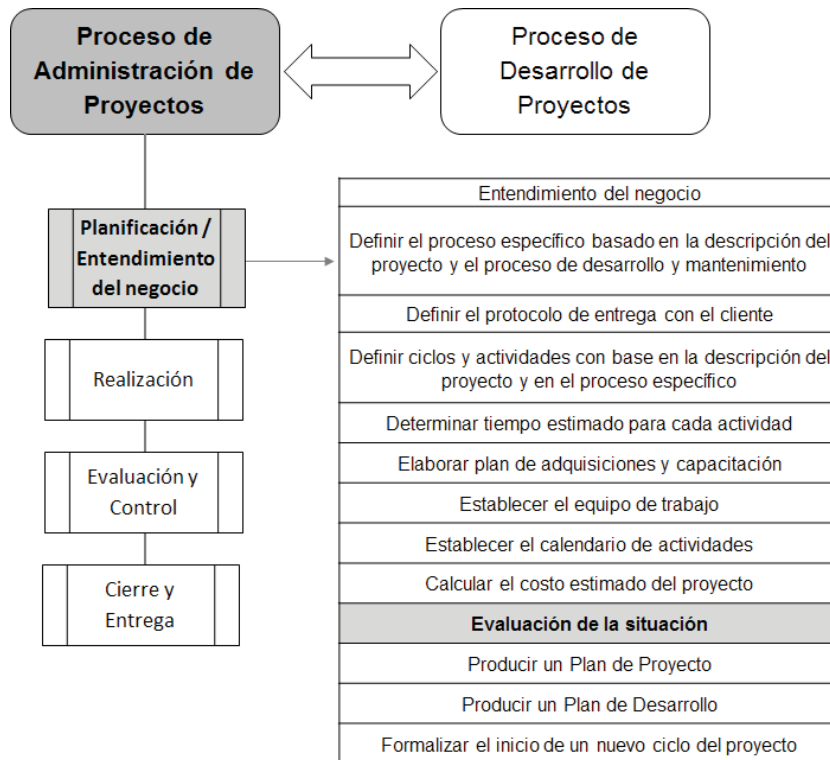 Proceso de
Administración de
Proyectos
Proceso de
Desarrollo de
Proyectos
Planificación /
Entendimiento
del negocio
Realización
Evaluación y
Control
Cierre y
Entrega
Entendimiento del negocio
Definir el proceso específico basado en la descripción del
proyecto y el proceso de desarrollo y mantenimiento
Definir el protocolo de entrega con el cliente
Definir ciclos y actividades con base en la descripción del
proyecto y en el proceso específico
Determinar tiempo estimado para cada actividad
Elaborar plan de adquisiciones y capacitación
Establecer el equipo de trabajo
Establecer el calendario de actividades
Calcular el costo estimado del proyecto
Evaluación de la situación
Producir un Plan de Proyecto
Producir un Plan de Desarrollo
Formalizar el inicio de un nuevo ciclo del proyecto